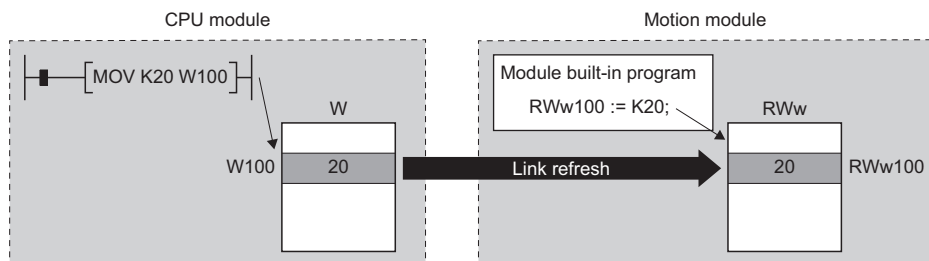 CPU module
Motion module
MOV K20 W100
Module built-in program
RWw100 := K20;
W
RWw
W100
20
Link refresh
20
RWw100